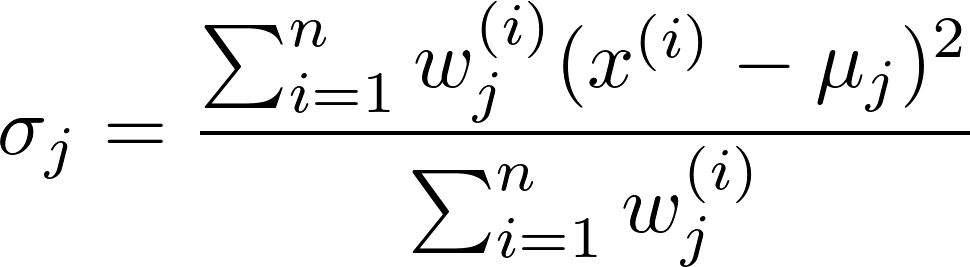 σ_j = \frac{\sum_{i=1}^{n} w_j^{(i)} (x^{(i)} − μ_j)^2}{\sum_{i=1}^{n} w_j^{(i)}}